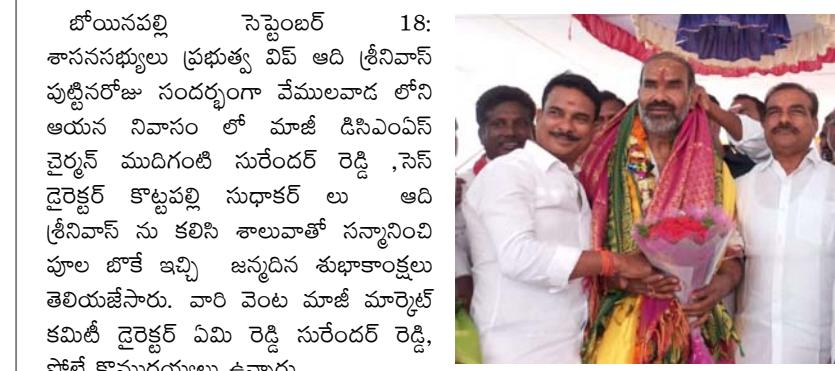 బోయినపల్లి సెప్టెంబర్ 18:
శాసనసభ్యులు ప్రభుత్వ విప్ ఆది శ్రీనివాస్
పుట్టినరోజు సందర్భంగా వేములవాడ లోని
ఆయన నివాసం లో మాజీ డిసిఎంఏస్
చైర్మన్ ముదిగంటి సురేందర్ రెడ్డి ,సెస్
డైరెక్టర్ కొట్టపల్లి సుధాకర్ లు ఆది
శ్రీనివాస్ ను కలిసి శాలువాతో సన్మానించి
పూల బొకే ఇచ్చి జన్మదిన శుభాకాంక్షలు
తెలియజేసారు. వారి వెంట మాజీ మార్కెట్
కమిటీ డైరెక్టర్ ఏమి రెడ్డి సురేందర్ రెడ్డి,